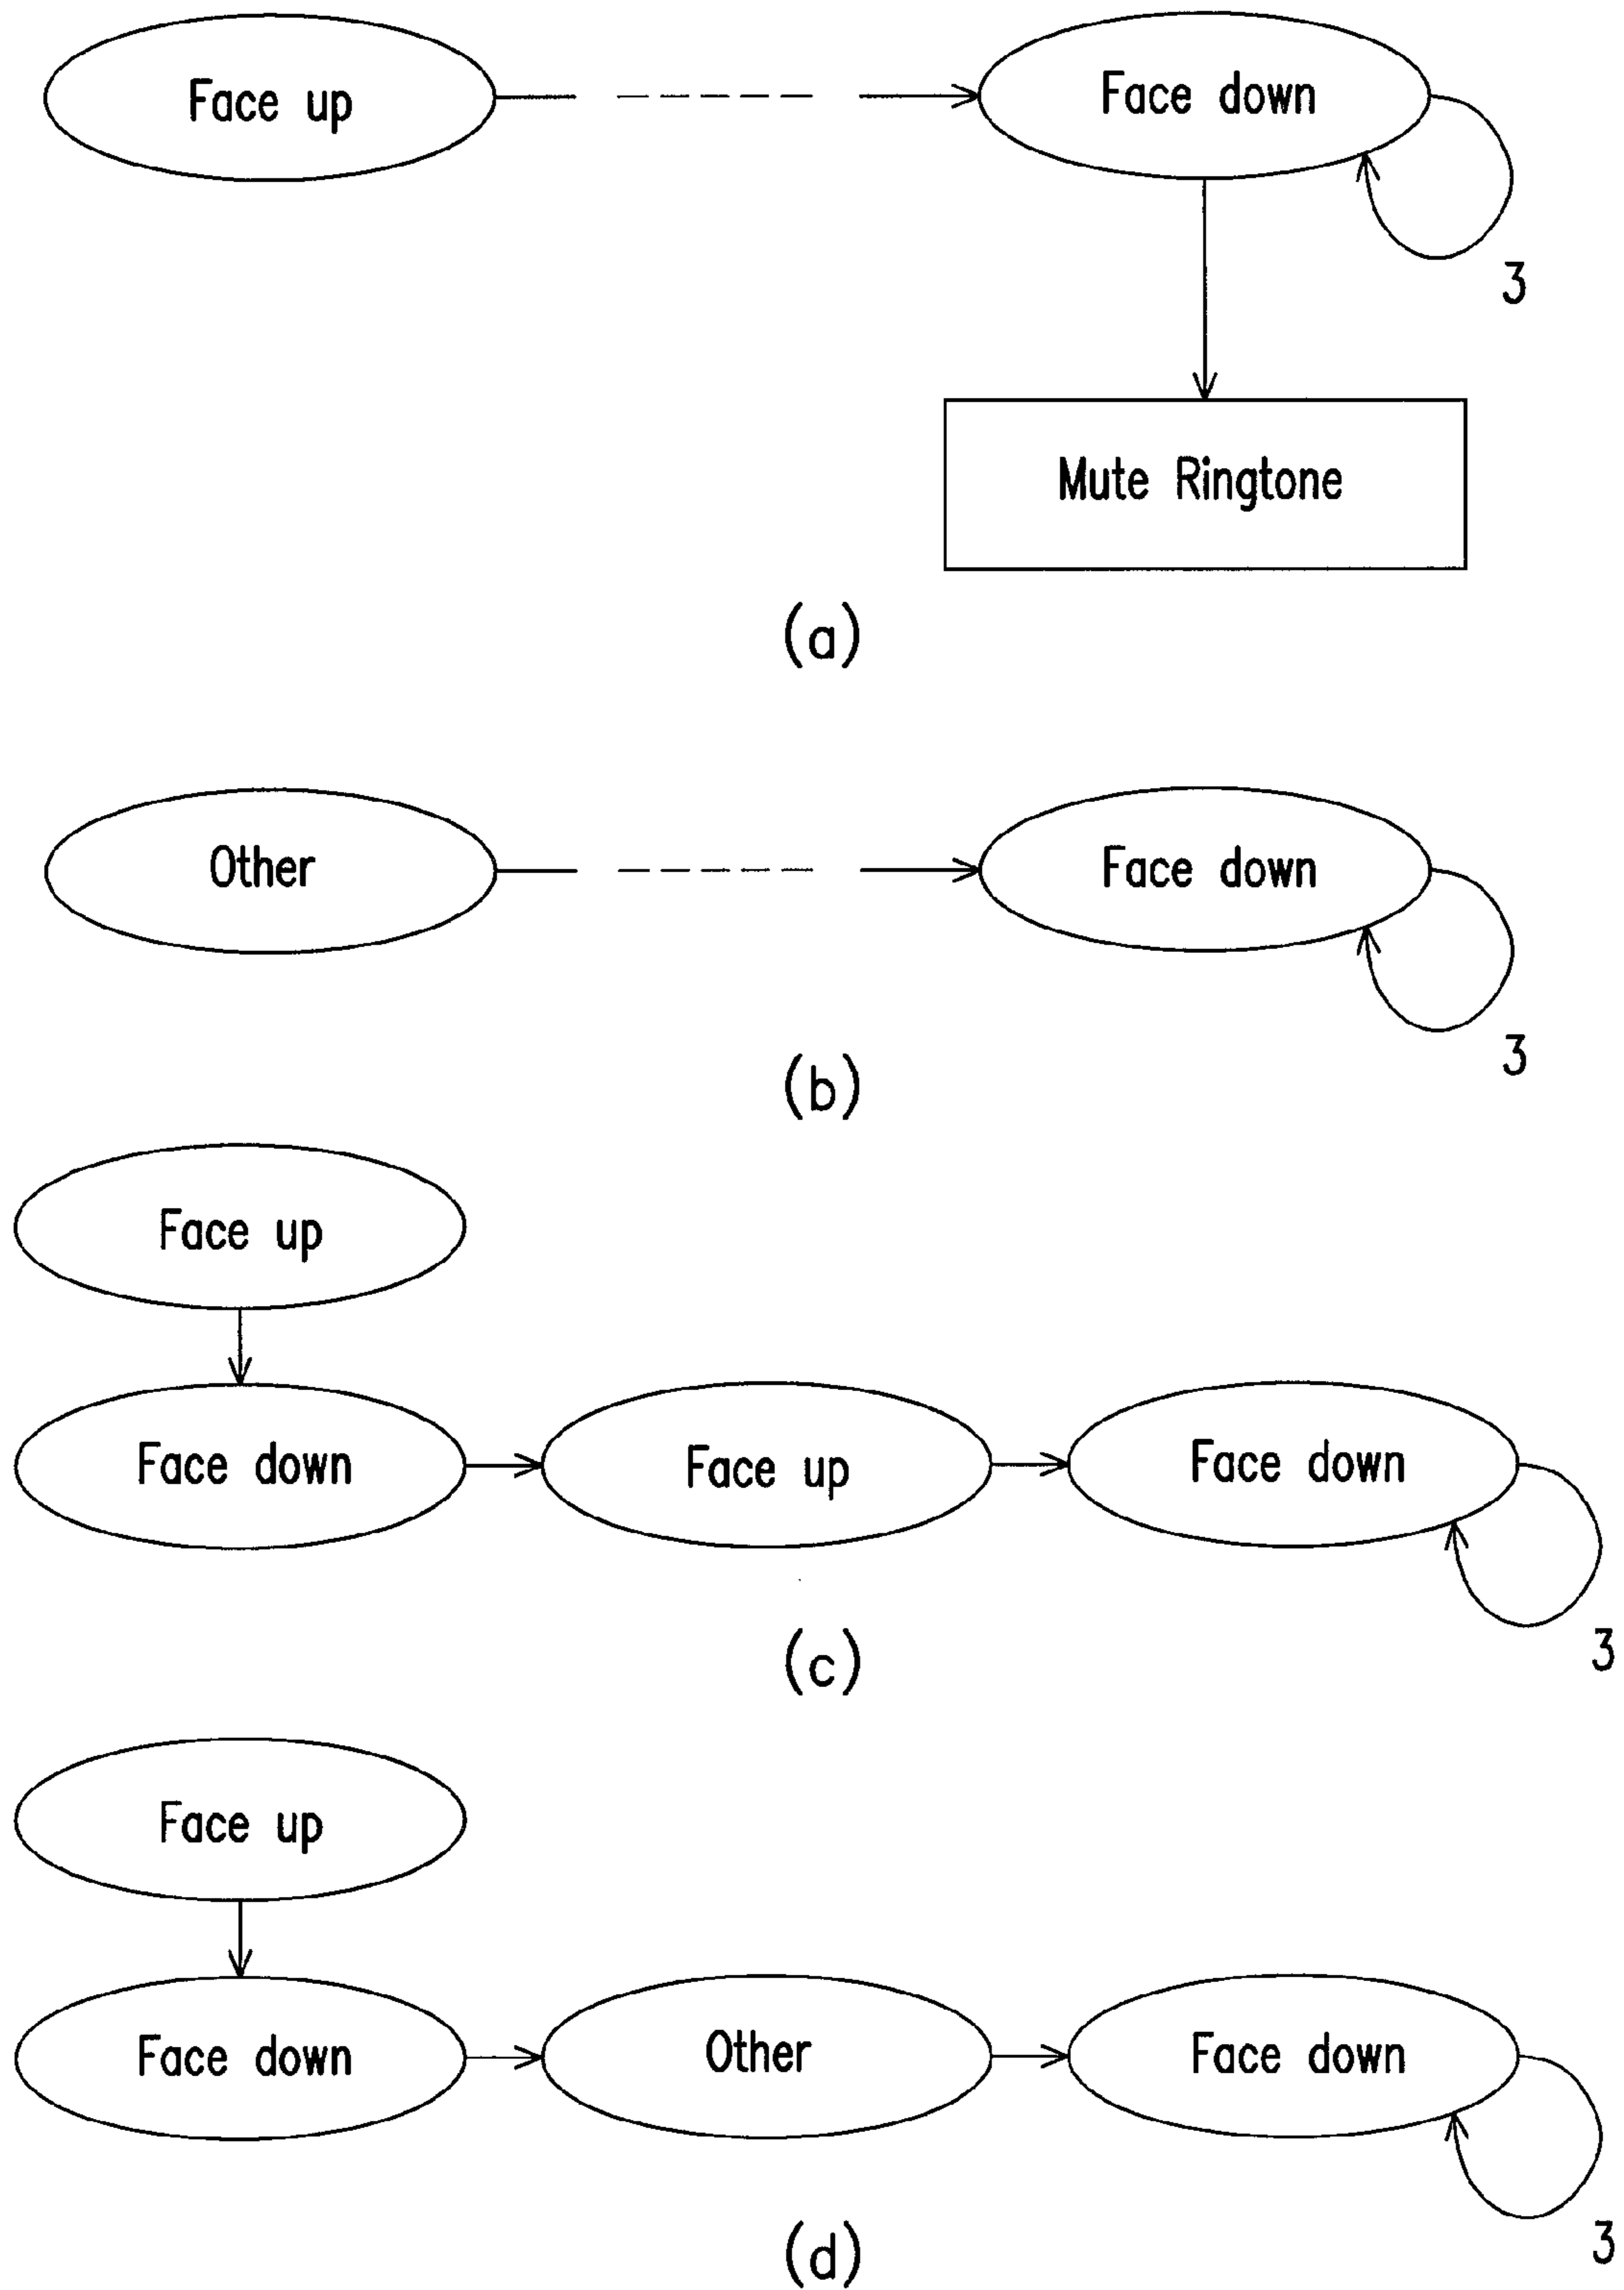 Face up
Face down
3
Mute Ringtone
(a)
Other
Face down
3
(b)
Face up
Face down
Face up
Face down
3
(c)
Face up
Face down
Other
Face down
3
(d)